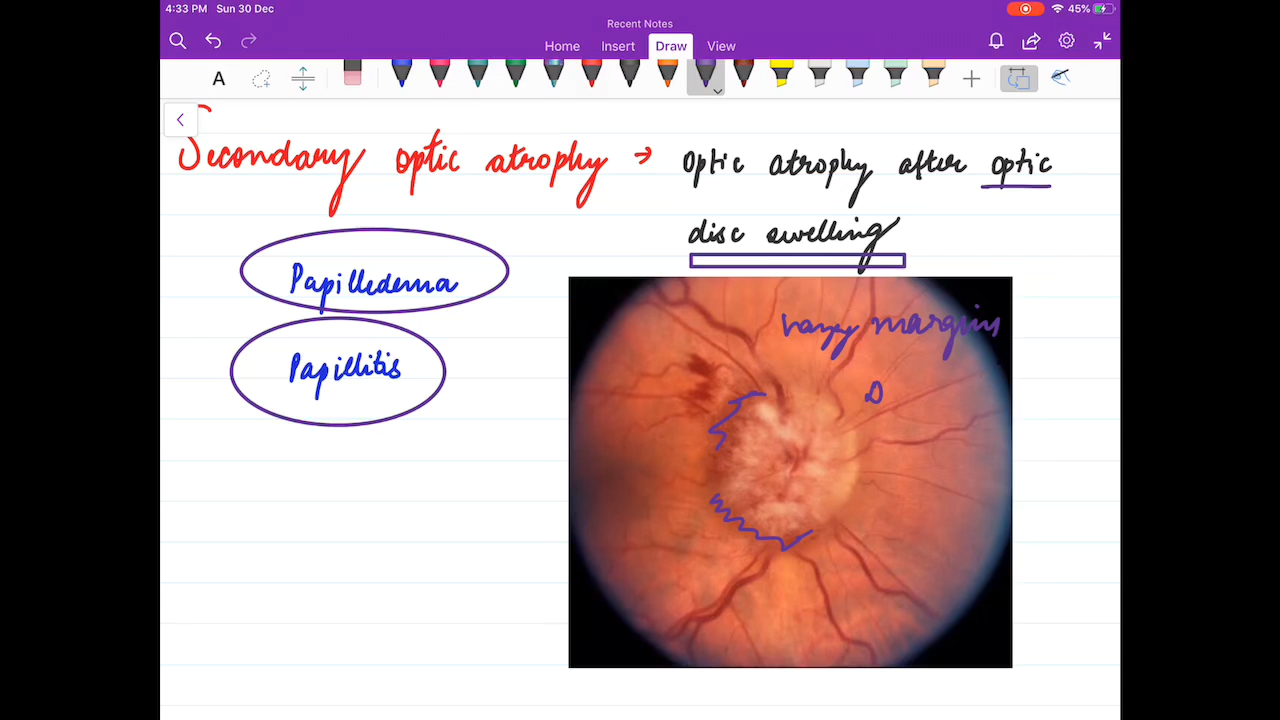 4:33 PM Sun 30 Dec
45%
Recent Notes
Home Insert Draw View
A
Secondary optic atrophy → Optic atrophy after optic
disc swelling
Papilledema
Papillitis
margins